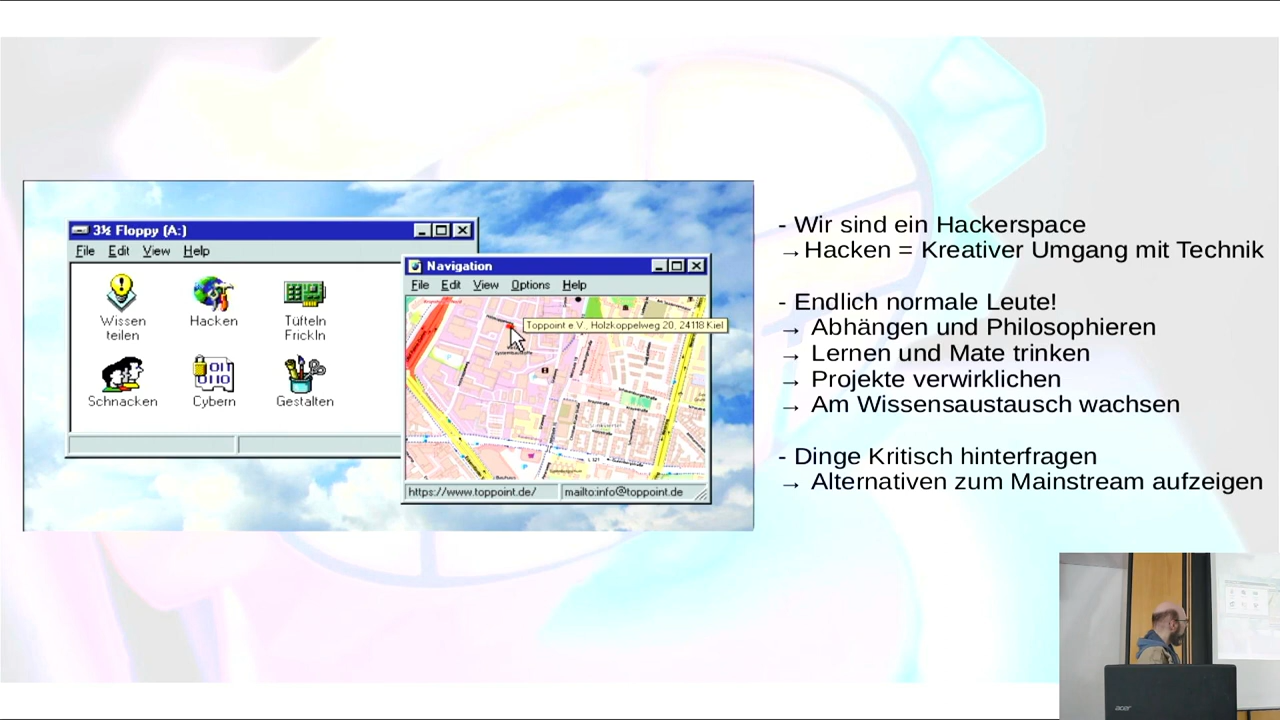 3½ Floppy (A:)
File Edit View Help
Wissen teilen
Hacken
Tüfteln Frickln
Schnacken
Cybern
Gestalten
Navigation
File Edit View Options Help
Toppoint e.V., Holzkoppelweg 20, 24118 Kiel
https://www.toppoint.de/
mailto:info@toppoint.de
- Wir sind ein Hackerspace
→Hacken = Kreativer Umgang mit Technik
- Endlich normale Leute!
→ Abhängen und Philosophieren
→ Lernen und Mate trinken
→ Projekte verwirklichen
→ Am Wissensaustausch wachsen
- Dinge Kritisch hinterfragen
→ Alternativen zum Mainstream aufzeigen
acer